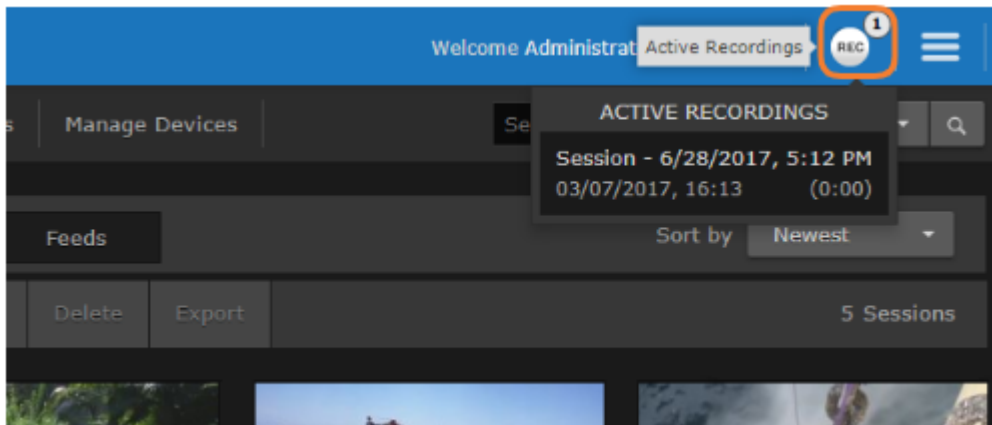 Welcome Administrat
Active Recordings
REC
1
s
Manage Devices
Se
ACTIVE RECORDINGS
Session - 6/28/2017, 5:12 PM
03/07/2017, 16:13 (0:00)
Feeds
Sort by Newest
Delete
Export
5 Sessions